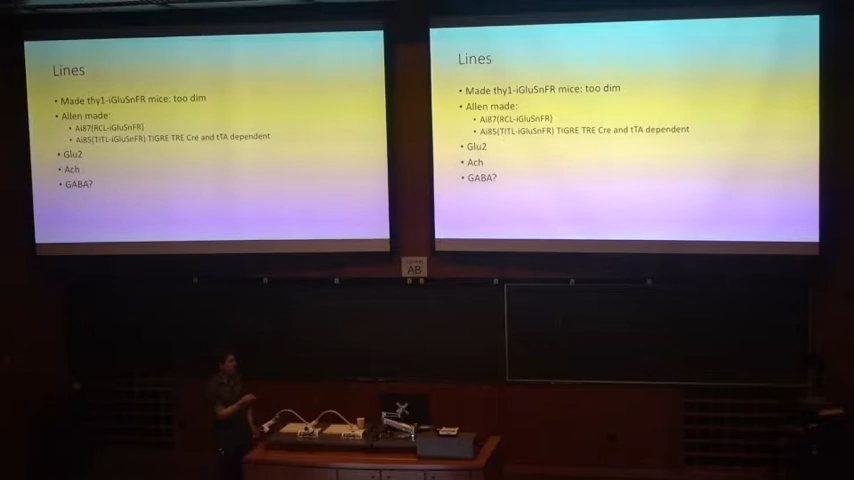 Lines
• Made thy1-iGluSnFR mice: too dim
• Allen made:
• Ai87(RCL-iGluSnFR)
• Ai85(TITL-iGluSnFR) TIGRE TRE Cre and tTA dependent
• Glu2
• Ach
• GABA?
Lines
• Made thy1-iGluSnFR mice: too dim
• Allen made:
• Ai87(RCL-iGluSnFR)
• Ai85(TITL-iGluSnFR) TIGRE TRE Cre and tTA dependent
• Glu2
• Ach
• GABA?
AB